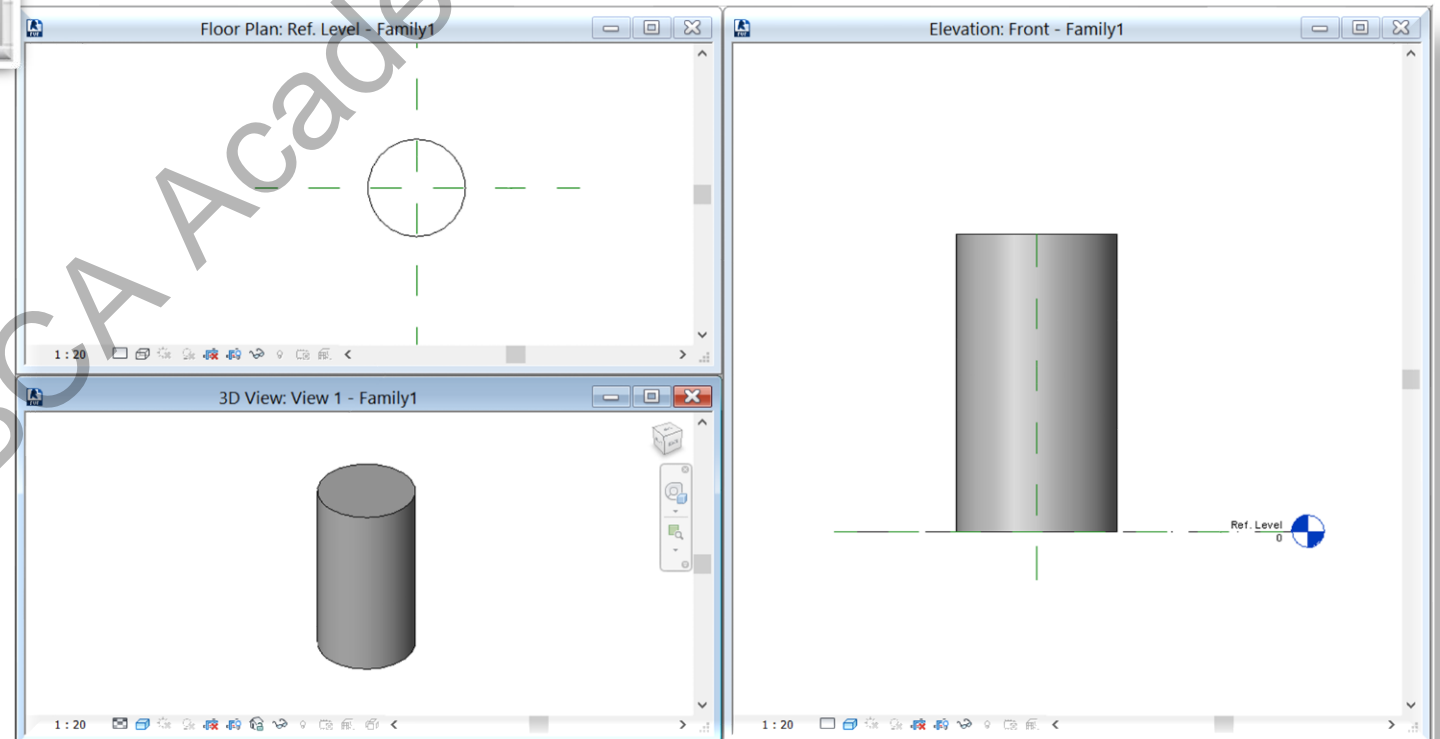 Floor Plan: Ref. Level - Family1
1 : 20
3D View: View 1 - Family1
1 : 20
Elevation: Front - Family1
Ref. Level
0
1 : 20
CA Acade